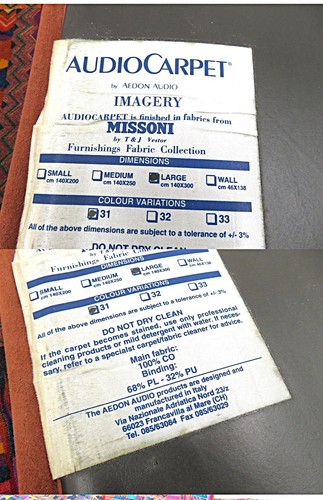 AUDIOCARPET®
by AEDON AUDIO
IMAGERY
AUDIOCARPET is finished in fabrics from
MISSONI
by T & J Vestor
Furnishings Fabric Collection
DIMENSIONS
SMALL MEDIUM LARGE WALL
cm 140X200 cm 140X250 cm 140X300 cm 46X138
COLOUR VARIATIONS
31 32 33
All of the above dimensions are subject to a tolerance of +/- 3%
DO NOT DRY CLEAN
Furnishings Fabric
DIMENSIONS
SMALL MEDIUM LARGE WALL
cm 140X200 cm 140X250 cm 140X300 cm 46X138
COLOUR VARIATIONS
31 32 33
All of the above dimensions are subject to a tolerance of +/- 3%
DO NOT DRY CLEAN
If the carpet becomes stained, use only professional-
cleaning products or mild detergent with water. If neces-
sary, refer to a specialst carpet/fabric cleaner for advice.
Main fabric:
100% CO
Binding:
68% PL - 32% PU
The AEDON AUDIO products are designed and
manufactured in Italy
Via Nazionale Adriatica Nord 23/z
66023 Francavilla al Mare (CH)
Tel. 085/63084 Fax 085/63029